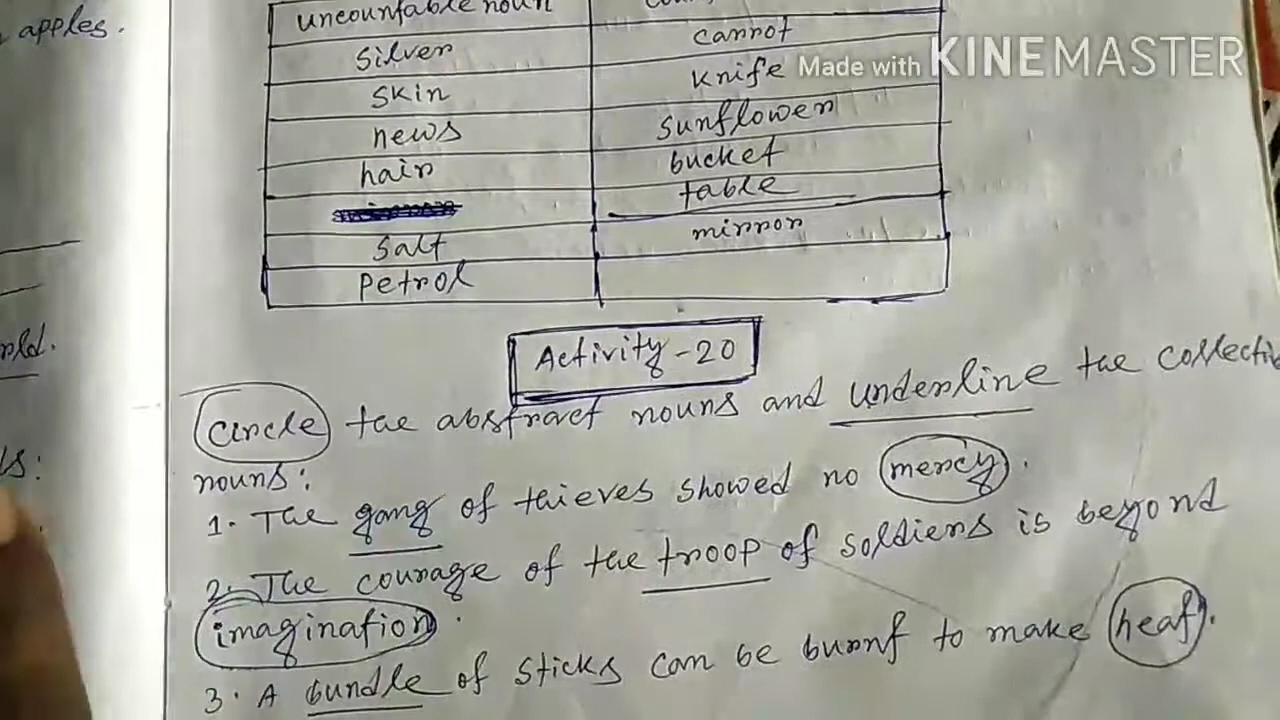 apples.
uncountable noun
Silver
carrot
Made with KINEMASTER
skin
knife
news
sunflower
hair
bucket
table
Salt
mirror
Petrol
Activity-20
circle the abstract nouns and underline the collective
nouns:
1. The gang of thieves showed no mercy.
2. The courage of the troop of soldiers is beyond
imagination.
3. A bundle of sticks can be burnt to make heat.